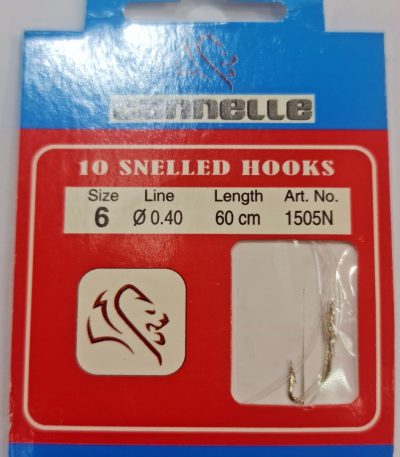 cannelle
10 SNELLED HOOKS
Size Line Length Art. No.
6 Ø 0.40 60 cm 1505N